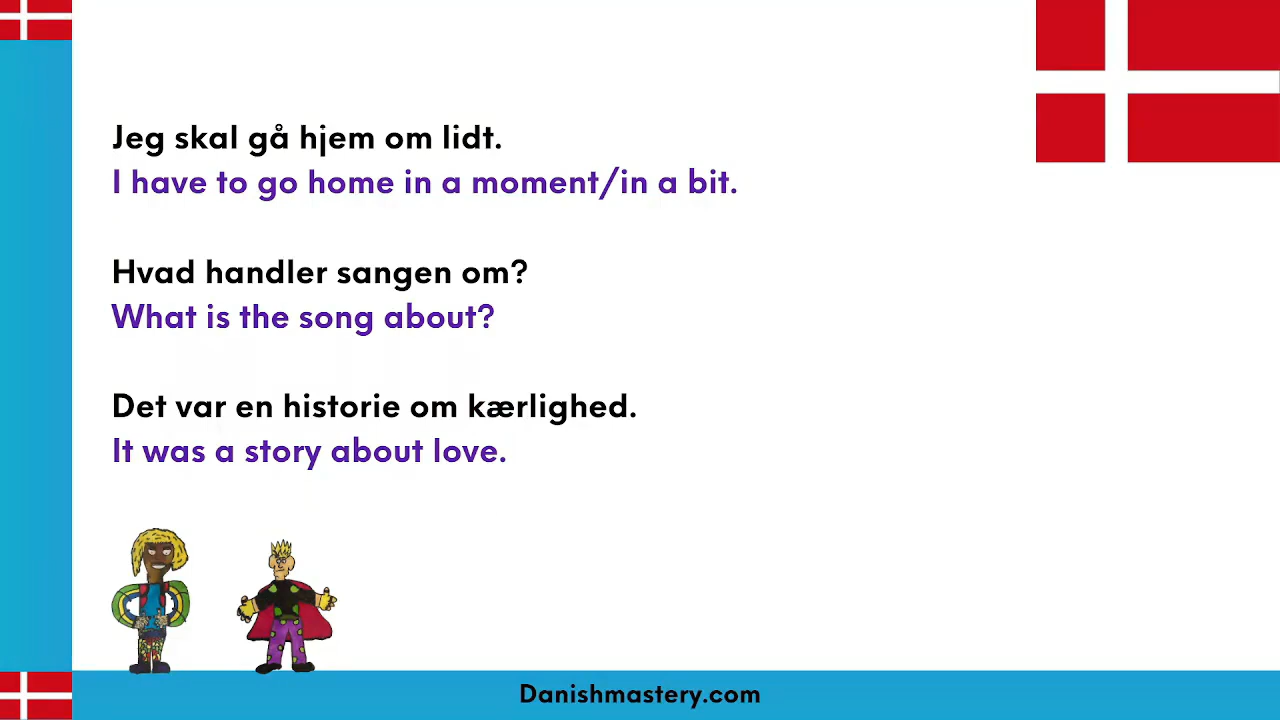 Jeg skal gå hjem om lidt.
I have to go home in a moment/in a bit.
Hvad handler sangen om?
What is the song about?
Det var en historie om kærlighed.
It was a story about love.
Danishmastery.com